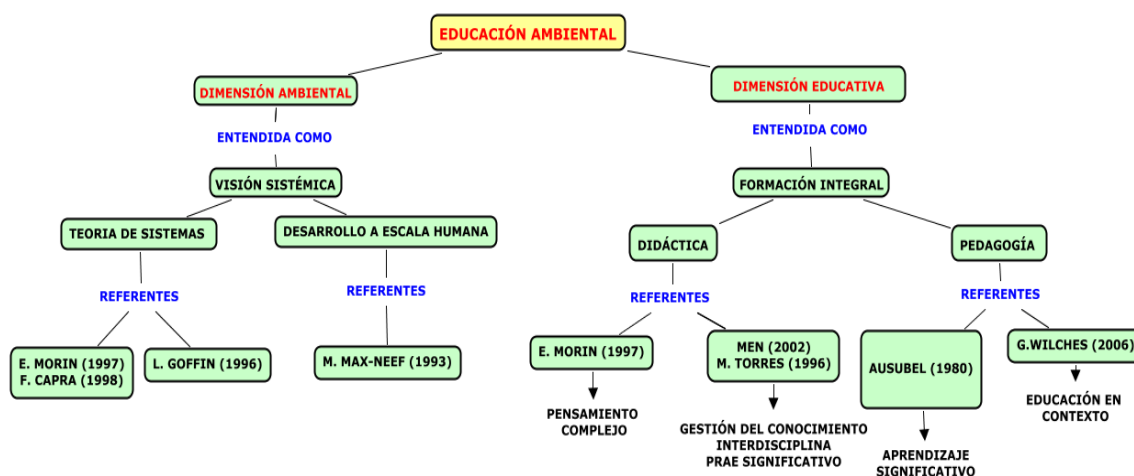 EDUCACIÓN AMBIENTAL
DIMENSIÓN AMBIENTAL
DIMENSIÓN EDUCATIVA
ENTENDIDA COMO
ENTENDIDA COMO
VISIÓN SISTÉMICA
FORMACIÓN INTEGRAL
TEORIA DE SISTEMAS
DESARROLLO A ESCALA HUMANA
DIDÁCTICA
PEDAGOGÍA
REFERENTES
REFERENTES
REFERENTES
REFERENTES
E. MORIN (1997)
F. CAPRA (1998)
L. GOFFIN (1996)
M. MAX-NEEF (1993)
E. MORIN (1997)
MEN (2002)
M. TORRES (1996)
AUSUBEL (1980)
G.WILCHES (2006)
PENSAMIENTO
COMPLEJO
GESTIÓN DEL CONOCIMIENTO
INTERDISCIPLINA
PRAE SIGNIFICATIVO
APRENDIZAJE
SIGNIFICATIVO
EDUCACIÓN EN
CONTEXTO